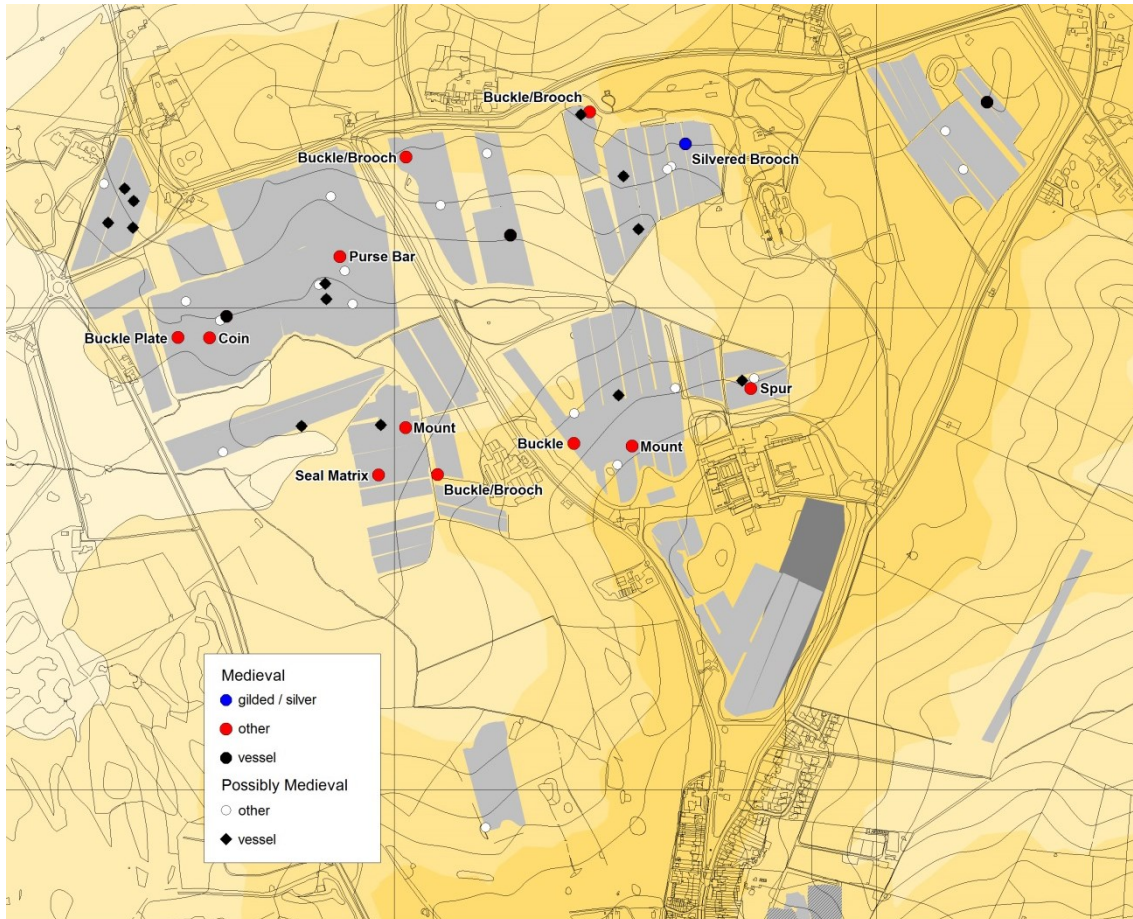 Buckle/Brooch
Buckle/Brooch
Silvered Brooch
Purse Bar
Buckle Plate
Coin
Spur
Mount
Buckle
Mount
Seal Matrix
Buckle/Brooch
Medieval
gilded / silver
other
vessel
Possibly Medieval
other
vessel